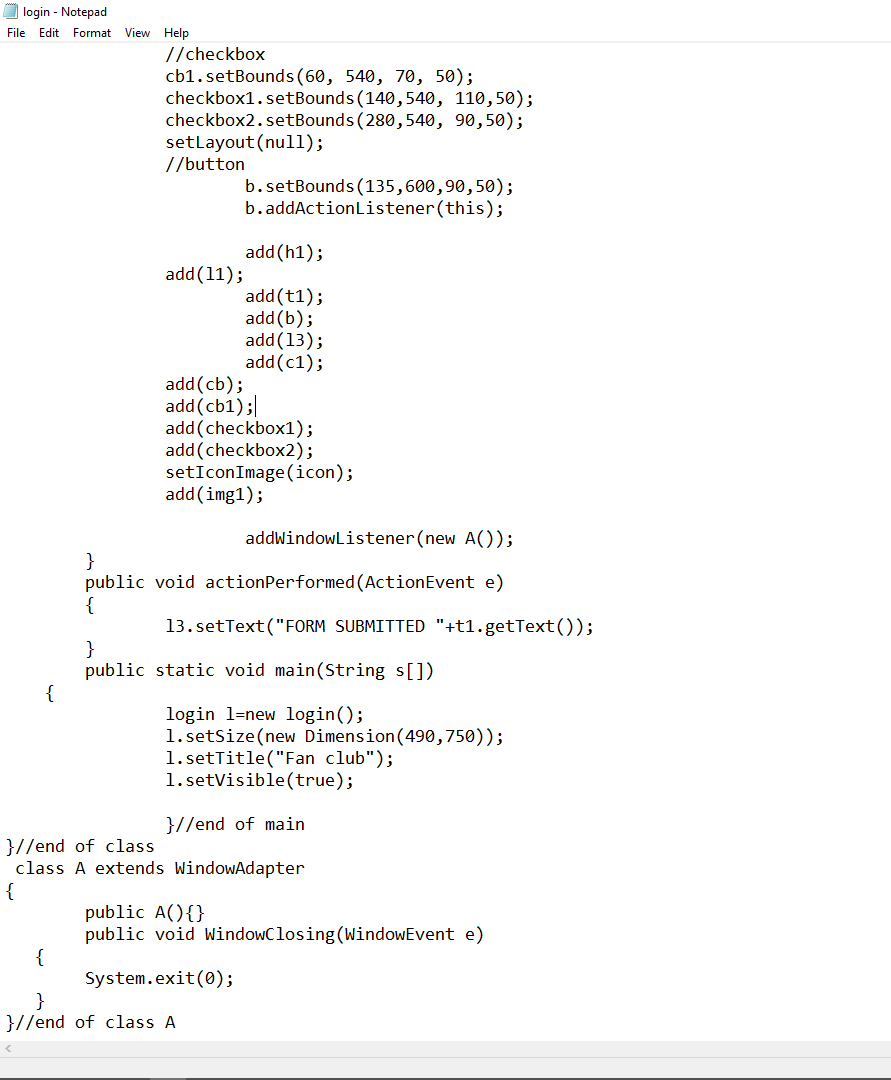 login - Notepad
File Edit Format View Help
//checkbox
cb1.setBounds(60, 540, 70, 50);
checkbox1.setBounds(140,540, 110,50);
checkbox2.setBounds(280,540, 90,50);
setLayout(null);
//button
b.setBounds(135,600,90,50);
b.addActionListener(this);
add(h1);
add(l1);
add(t1);
add(b);
add(l3);
add(c1);
add(cb);
add(cb1);
add(checkbox1);
add(checkbox2);
setIconImage(icon);
add(img1);
addWindowListener(new A());
}
public void actionPerformed(ActionEvent e)
{
l3.setText("FORM SUBMITTED "+t1.getText());
}
public static void main(String s[])
{
login l=new login();
l.setSize(new Dimension(490,750));
l.setTitle("Fan club");
l.setVisible(true);
}//end of main
}//end of class
class A extends WindowAdapter
{
public A(){}
public void WindowClosing(WindowEvent e)
{
System.exit(0);
}
}//end of class A